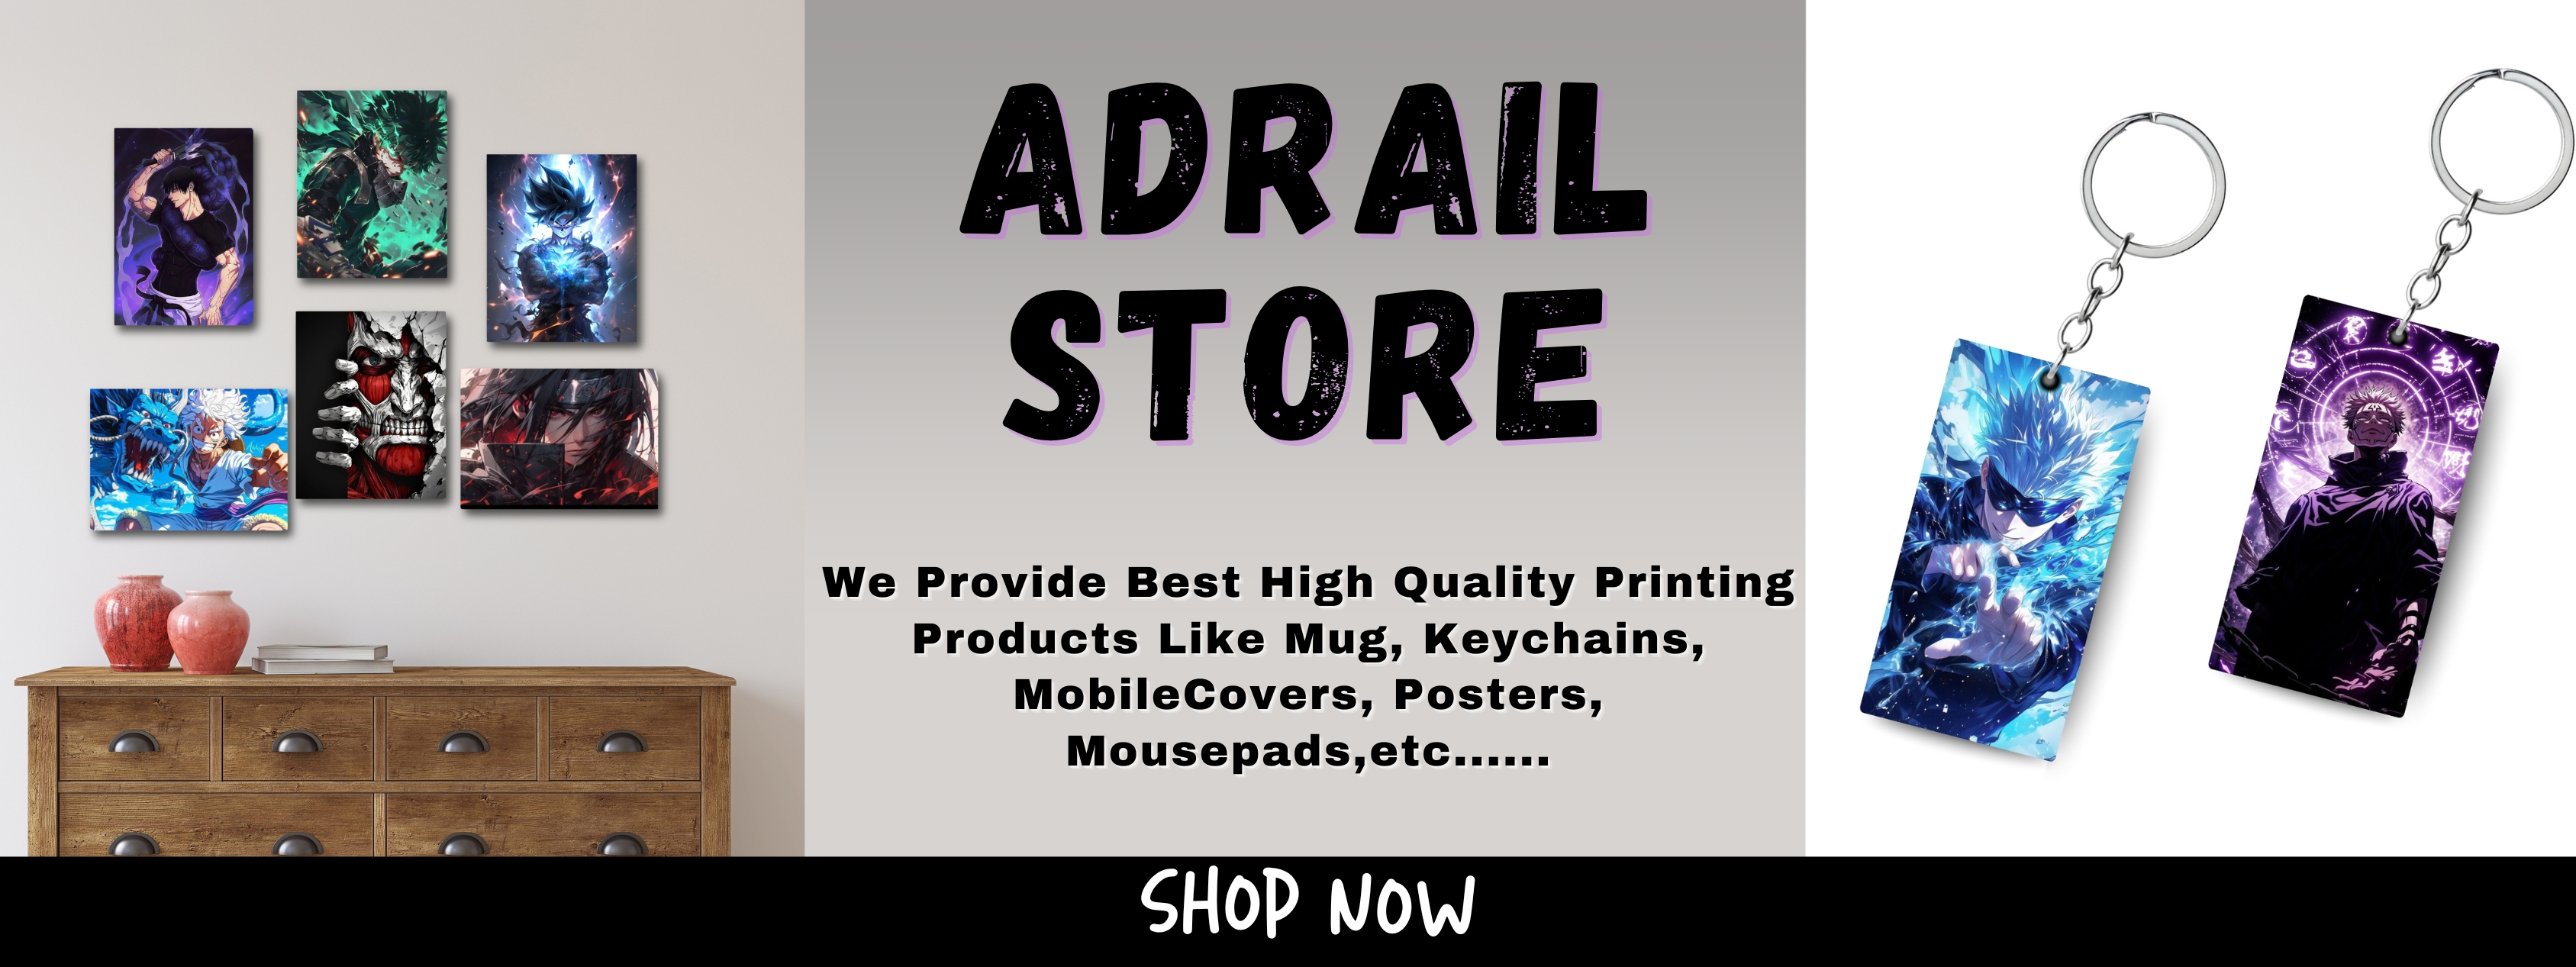 ADRAIL
STORE
We Provide Best High Quality Printing
Products Like Mug, Keychains,
MobileCovers, Posters,
Mousepads,etc......
SHOP NOW